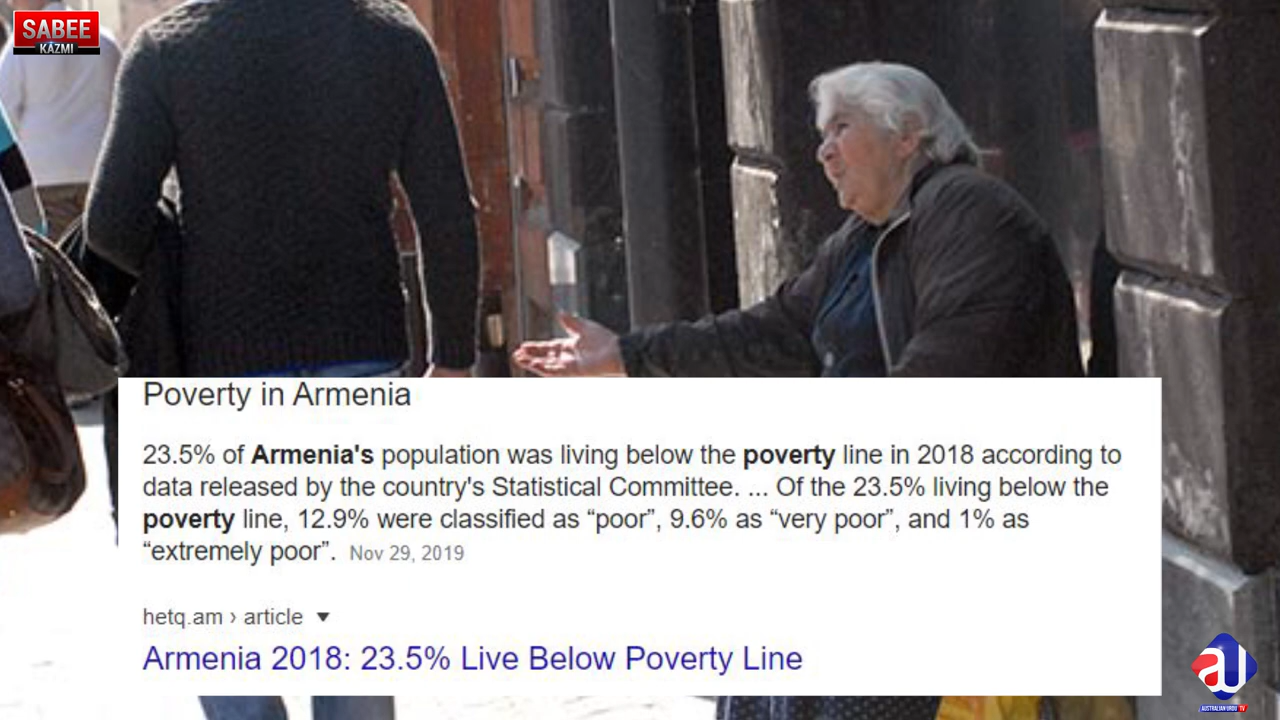 SABEE
KAZMI
Poverty in Armenia
23.5% of Armenia's population was living below the poverty line in 2018 according to
data released by the country's Statistical Committee. ... Of the 23.5% living below the
poverty line, 12.9% were classified as “poor”, 9.6% as “very poor”, and 1% as
“extremely poor”. Nov 29, 2019
hetq.am › article ▼
Armenia 2018: 23.5% Live Below Poverty Line
AUSTRALIAN URDU TV